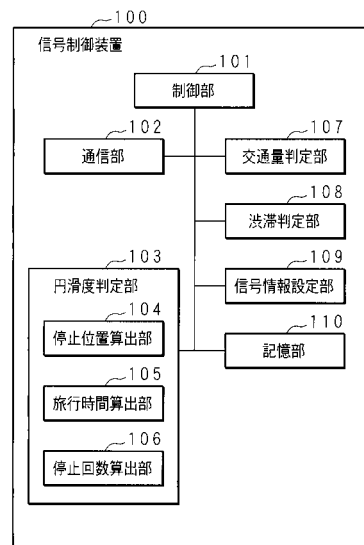 100
信号制御装置
101
制御部
102
通信部
107
交通量判定部
108
渋滞判定部
103
円滑度判定部
109
信号情報設定部
104
停止位置算出部
110
記憶部
105
旅行時間算出部
106
停止回数算出部